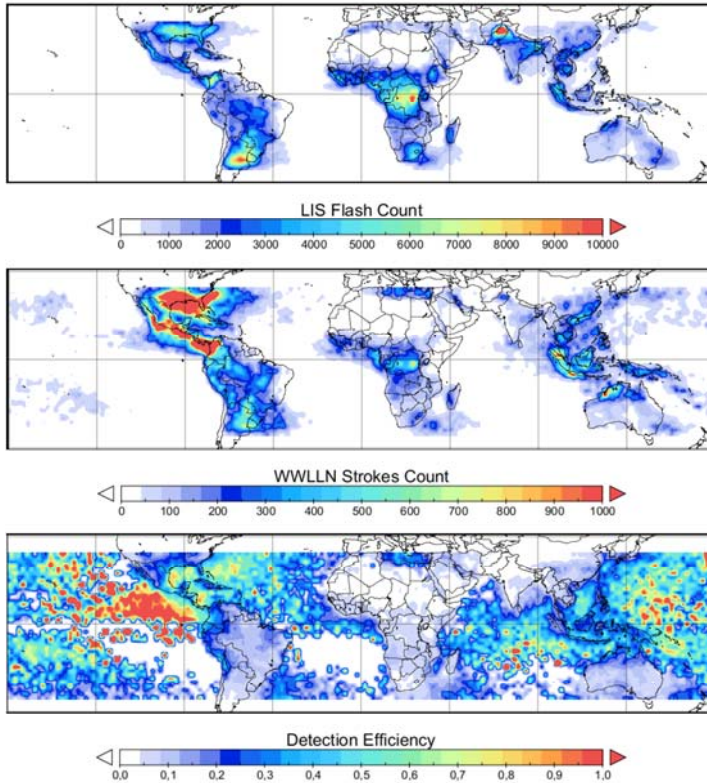 LIS Flash Count
0 1000 2000 3000 4000 5000 6000 7000 8000 9000 10000
WWLLN Strokes Count
0 100 200 300 400 500 600 700 800 900 1000
Detection Efficiency
0,0 0,1 0,2 0,3 0,4 0,5 0,6 0,7 0,8 0,9 1,0